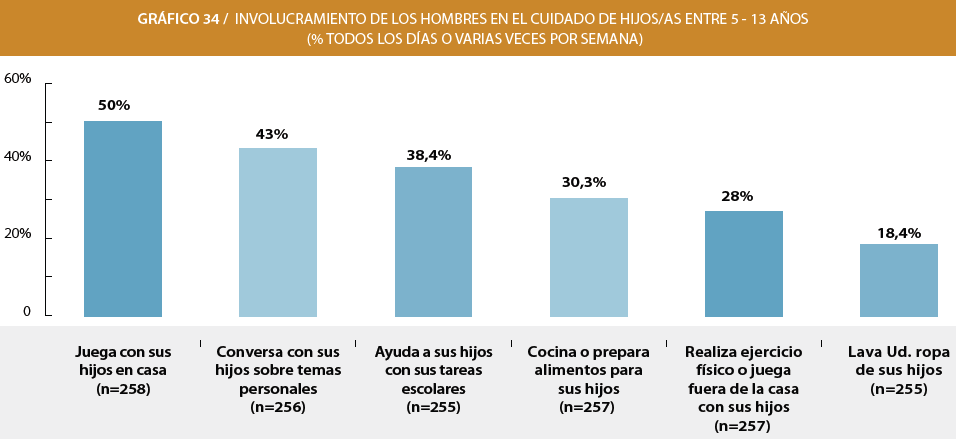 GRÁFICO 34 / INVOLUCRAMIENTO DE LOS HOMBRES EN EL CUIDADO DE HIJOS/AS ENTRE 5 - 13 AÑOS
(% TODOS LOS DÍAS O VARIAS VECES POR SEMANA)
60%
40%
20%
0
50%
43%
38,4%
30,3%
28%
18,4%
Juega con sus
hijos en casa
(n=258)
Conversa con sus
hijos sobre temas
personales
(n=256)
Ayuda a sus hijos
con sus tareas
escolares
(n=255)
Cocina o prepara
alimentos para
sus hijos
(n=257)
Realiza ejercicio
físico o juega
fuera de la casa
con sus hijos
(n=257)
Lava Ud. ropa
de sus hijos
(n=255)